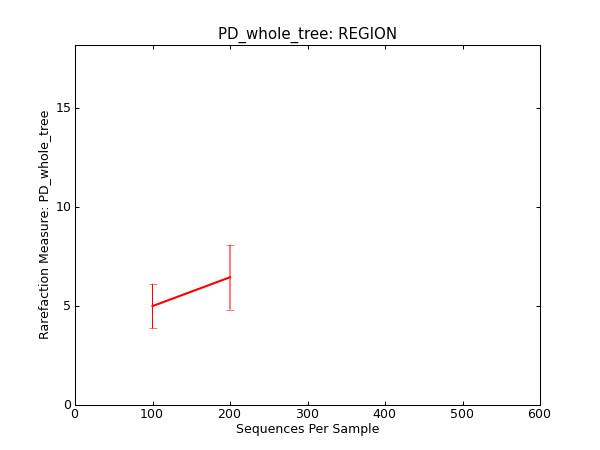 PD_whole_tree: REGION
Rarefaction Measure: PD_whole_tree
15
10
5
0
0 100 200 300 400 500 600
Sequences Per Sample